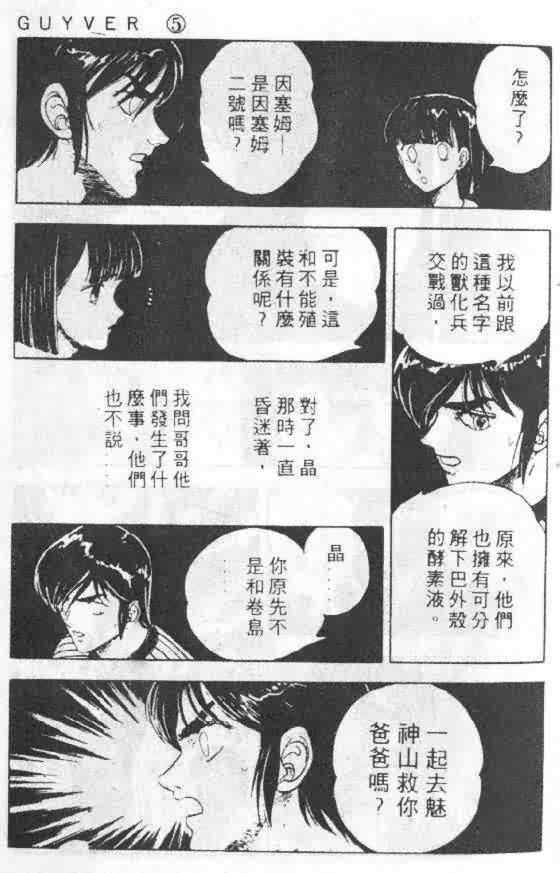 GUYVER ⑤
怎麼了?
因塞姆—
是因塞姆
二號嗎?
我以前跟
這種名字
的獸化兵
交戰過，
原來，他們
也擁有可分
解下巴外殼
的酵素液。
可是，這
和不能殖
裝有什麼
關係呢?
對了，晶
那時一直
昏迷著，
我問哥哥他
們發生了什
麼事，他們
也不說……
晶……
你原先不
是和卷島
……
一起去魅
神山救你
爸爸嗎?